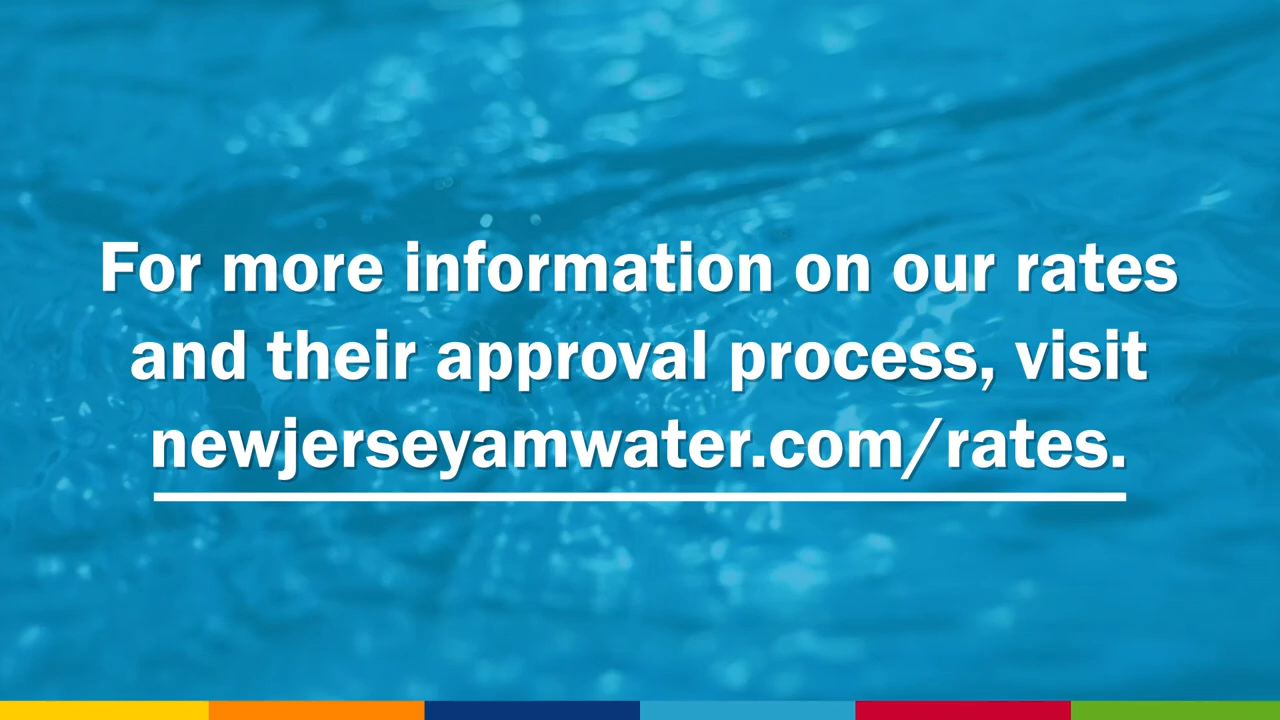 For more information on our rates
and their approval process, visit
newjerseyamwater.com/rates.